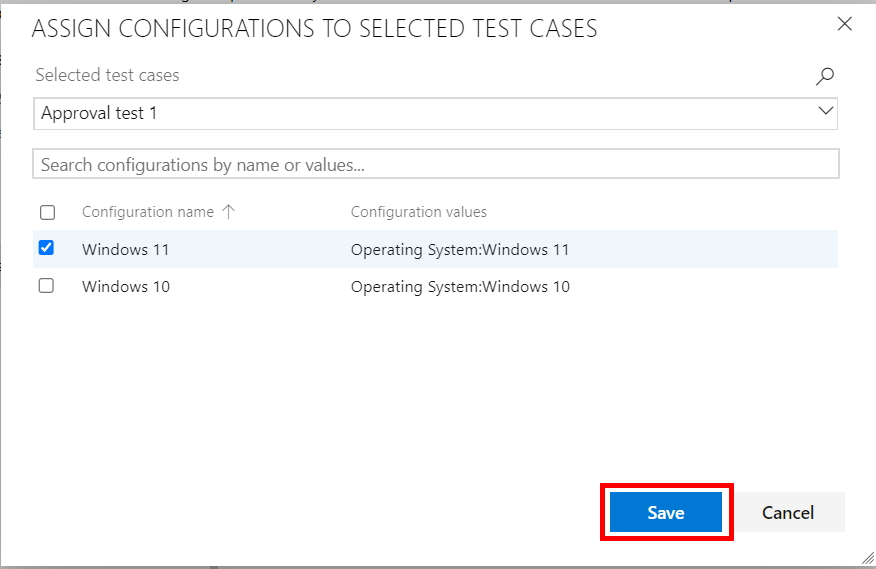 ASSIGN CONFIGURATIONS TO SELECTED TEST CASES
Selected test cases
Approval test 1
Search configurations by name or values...
Configuration name Configuration values
Windows 11 Operating System:Windows 11
Windows 10 Operating System:Windows 10
Save Cancel